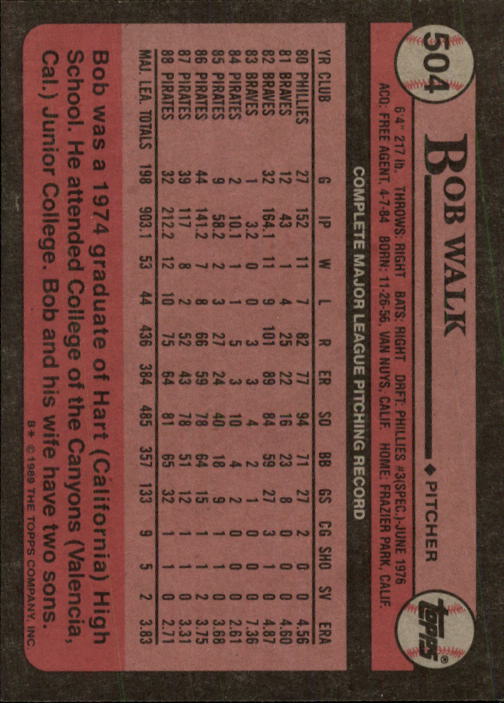 504
BOB WALK ◆ PITCHER
topps®
6'4" 217 lb. THROWS: RIGHT BATS: RIGHT DRFT: PHILLIES #3(SPEC.)-JUNE 1976
ACQ: FREE AGENT, 4-7-84 BORN: 11-26-56, VAN NUYS, CALIF. HOME: FRAZIER PARK, CALIF.
COMPLETE MAJOR LEAGUE PITCHING RECORD
YR CLUB G IP W L R ER SO BB GS CG SHO SV ERA
80 PHILLIES 27 152 11 7 82 77 94 71 27 2 0 0 4.56
81 BRAVES 12 43 1 4 25 22 16 23 8 0 0 0 4.60
82 BRAVES 32 164.1 11 9 101 89 84 59 27 3 1 0 4.87
83 BRAVES 1 3.2 0 0 3 3 4 2 1 0 0 0 7.36
84 PIRATES 2 10.1 1 1 5 3 10 4 2 0 0 0 2.61
85 PIRATES 9 58.2 2 3 27 24 40 18 9 1 1 0 3.68
86 PIRATES 44 141.2 7 8 66 59 78 64 15 1 1 2 3.75
87 PIRATES 39 117 8 2 52 43 78 51 12 1 1 0 3.31
88 PIRATES 32 212.2 12 10 75 64 81 65 32 1 1 0 2.71
MAJ. LEA. TOTALS 198 903.1 53 44 436 384 485 357 133 9 5 2 3.83
Bob was a 1974 graduate of Hart (California) High
School. He attended College of the Canyons (Valencia,
Cal.) Junior College. Bob and his wife have two sons.
B* © 1989 THE TOPPS COMPANY, INC